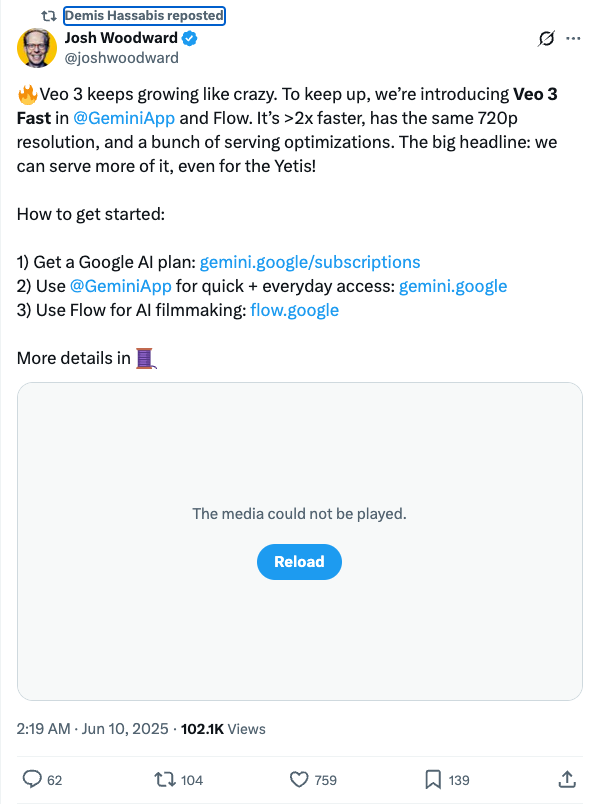 Demis Hassabis reposted
Josh Woodward
@joshwoodward
🔥Veo 3 keeps growing like crazy. To keep up, we’re introducing Veo 3
Fast in @GeminiApp and Flow. It’s >2x faster, has the same 720p
resolution, and a bunch of serving optimizations. The big headline: we
can serve more of it, even for the Yetis!
How to get started:
1) Get a Google AI plan: gemini.google/subscriptions
2) Use @GeminiApp for quick + everyday access: gemini.google
3) Use Flow for AI filmmaking: flow.google
More details in 🧵
The media could not be played.
Reload
2:19 AM · Jun 10, 2025 · 102.1K Views
62 104 759 139